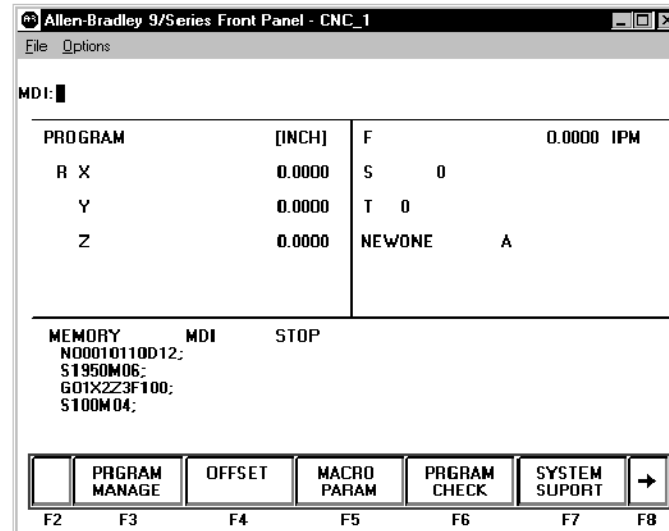 Allen-Bradley 9/Series Front Panel - CNC_1
File Options
MDI:
PROGRAM [INCH] F 0.0000 IPM
R X 0.0000 S 0
Y 0.0000 T 0
Z 0.0000 NEWONE A
MEMORY MDI STOP
N00010110D12;
S1950M06;
G01X2Z3F100;
S100M04;
PRGRAM MANAGE OFFSET MACRO PARAM PRGRAM CHECK SYSTEM SUPORT
F2 F3 F4 F5 F6 F7 F8